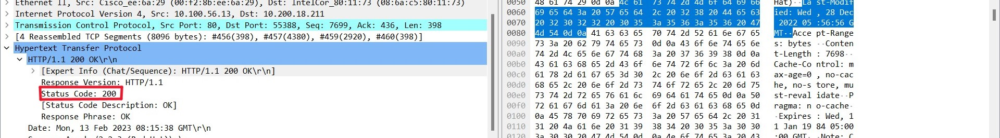 Ethernet II, Src: Cisco_ee:6a:29 (00:f2:8b:ee:6a:29), Dst: IntelCor_80:11:73 (08:6a:c5:80:11:73)
Internet Protocol Version 4, Src: 10.100.56.13, Dst: 10.200.18.211
Transmission Control Protocol, Src Port: 80, Dst Port: 55388, Seq: 7699, Ack: 436, Len: 398
[4 Reassembled TCP Segments (8096 bytes): #456(398), #457(4380), #459(2920), #460(398)]
Hypertext Transfer Protocol
HTTP/1.1 200 OK\r\n
[Expert Info (Chat/Sequence): HTTP/1.1 200 OK\r\n]
Response Version: HTTP/1.1
Status Code: 200
[Status Code Description: OK]
Response Phrase: OK
Date: Mon, 13 Feb 2023 08:15:38 GMT\r\n
0050 48 61 74 29 0d 0a 4c 61 73 74 2d 4d 6f 64 69 66 Hat)··La st-Modif
0060 69 65 64 3a 20 57 65 64 2c 20 32 38 20 44 65 63 ied: Wed , 28 Dec
0070 20 32 30 32 32 20 30 35 3a 35 36 3a 35 36 20 47 2022 05 :56:56 G
0080 4d 54 0d 0a 41 63 63 65 70 74 2d 52 61 6e 67 65 MT··Acce pt-Range
0090 73 3a 20 62 79 74 65 73 0d 0a 43 6f 6e 74 65 6e s: bytes ··Conten
00a0 74 2d 4c 65 6e 67 74 68 3a 20 37 36 39 38 0d 0a t-Length : 7698··
00b0 43 61 63 68 65 2d 43 6f 6e 74 72 6f 6c 3a 20 6d Cache-Co ntrol: m
00c0 61 78 2d 61 67 65 3d 30 2c 20 6e 6f 2d 63 61 63 ax-age=0 , no-cac
00d0 68 65 2c 20 6e 6f 2d 73 74 6f 72 65 2c 20 6d 75 he, no-s tore, mu
00e0 73 74 2d 72 65 76 61 6c 69 64 61 74 65 0d 0a 50 st-reval idate··P
00f0 72 61 67 6d 61 3a 20 6e 6f 2d 63 61 63 68 65 0d ragma: n o-cache·
0100 0a 45 78 70 69 72 65 73 3a 20 57 65 64 2c 20 31 ·Expires : Wed, 1
0110 31 20 4a 61 6e 20 31 39 38 34 20 30 35 3a 30 30 1 Jan 19 84 05:00
0120 3a 30 30 20 47 4d 54 0d 0a 4e 6f 74 65 3a 20 43 :00 GMT· ·Note: C